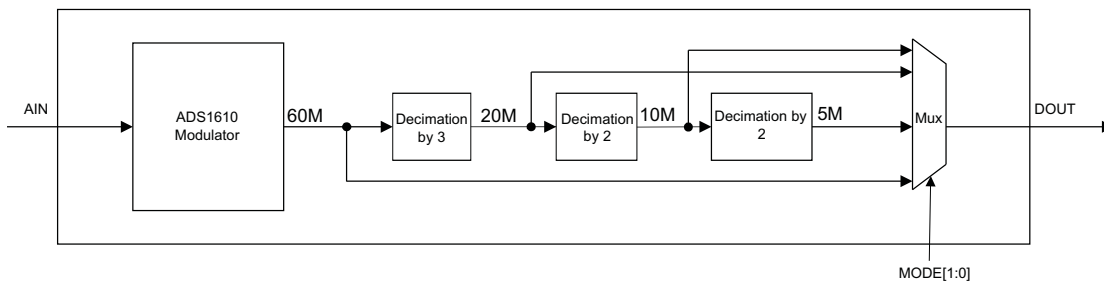 AIN
ADS1610
Modulator
60M
Decimation
by 3
20M
Decimation
by 2
10M
Decimation by
2
5M
Mux
DOUT
MODE[1:0]